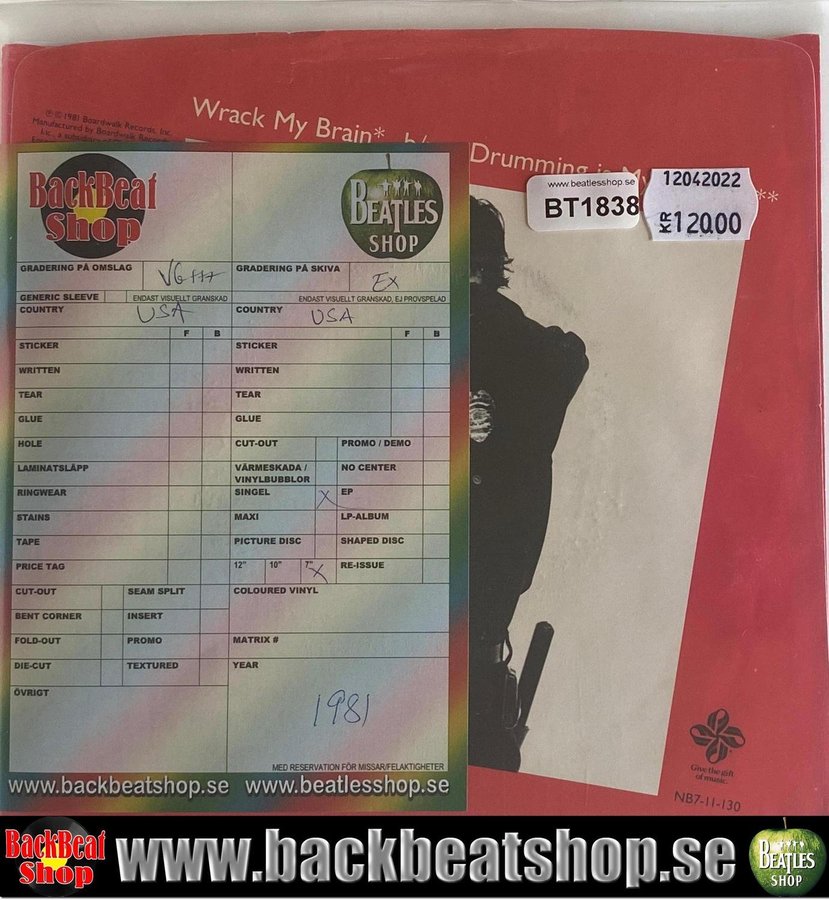 ℗ © 1981 Boardwalk Records, Inc.
Manufactured by Boardwalk Records,
Inc., a subsidiary of
Wrack My Brain* b/w Drumming is My
**
www.beatlesshop.se
BT1838
12042022
KR 120.00
BackBeat
Shop
BEATLES
SHOP
GRADERING PÅ OMSLAG VG+++ GRADERING PÅ SKIVA Ex
GENERIC SLEEVE ENDAST VISUELLT GRANSKAD ENDAST VISUELLT GRANSKAD, EJ PROVSPELAD
COUNTRY USA COUNTRY USA
F B F B
STICKER STICKER
WRITTEN WRITTEN
TEAR TEAR
GLUE GLUE
HOLE CUT-OUT PROMO / DEMO
LAMINATSLÄPP VÄRMESKADA / VINYLBUBBLOR NO CENTER
RINGWEAR SINGEL X EP
STAINS MAXI LP-ALBUM
TAPE PICTURE DISC SHAPED DISC
PRICE TAG 12" 10" 7" X RE-ISSUE
CUT-OUT SEAM SPLIT COLOURED VINYL
BENT CORNER INSERT
FOLD-OUT PROMO MATRIX #
DIE-CUT TEXTURED YEAR
ÖVRIGT
1981
MED RESERVATION FÖR MISSAR/FELAKTIGHETER
www.backbeatshop.se www.beatlesshop.se
Give the gift
of music.
NB7-11-130
BackBeat
Shop
www.backbeatshop.se
BEATLES
SHOP